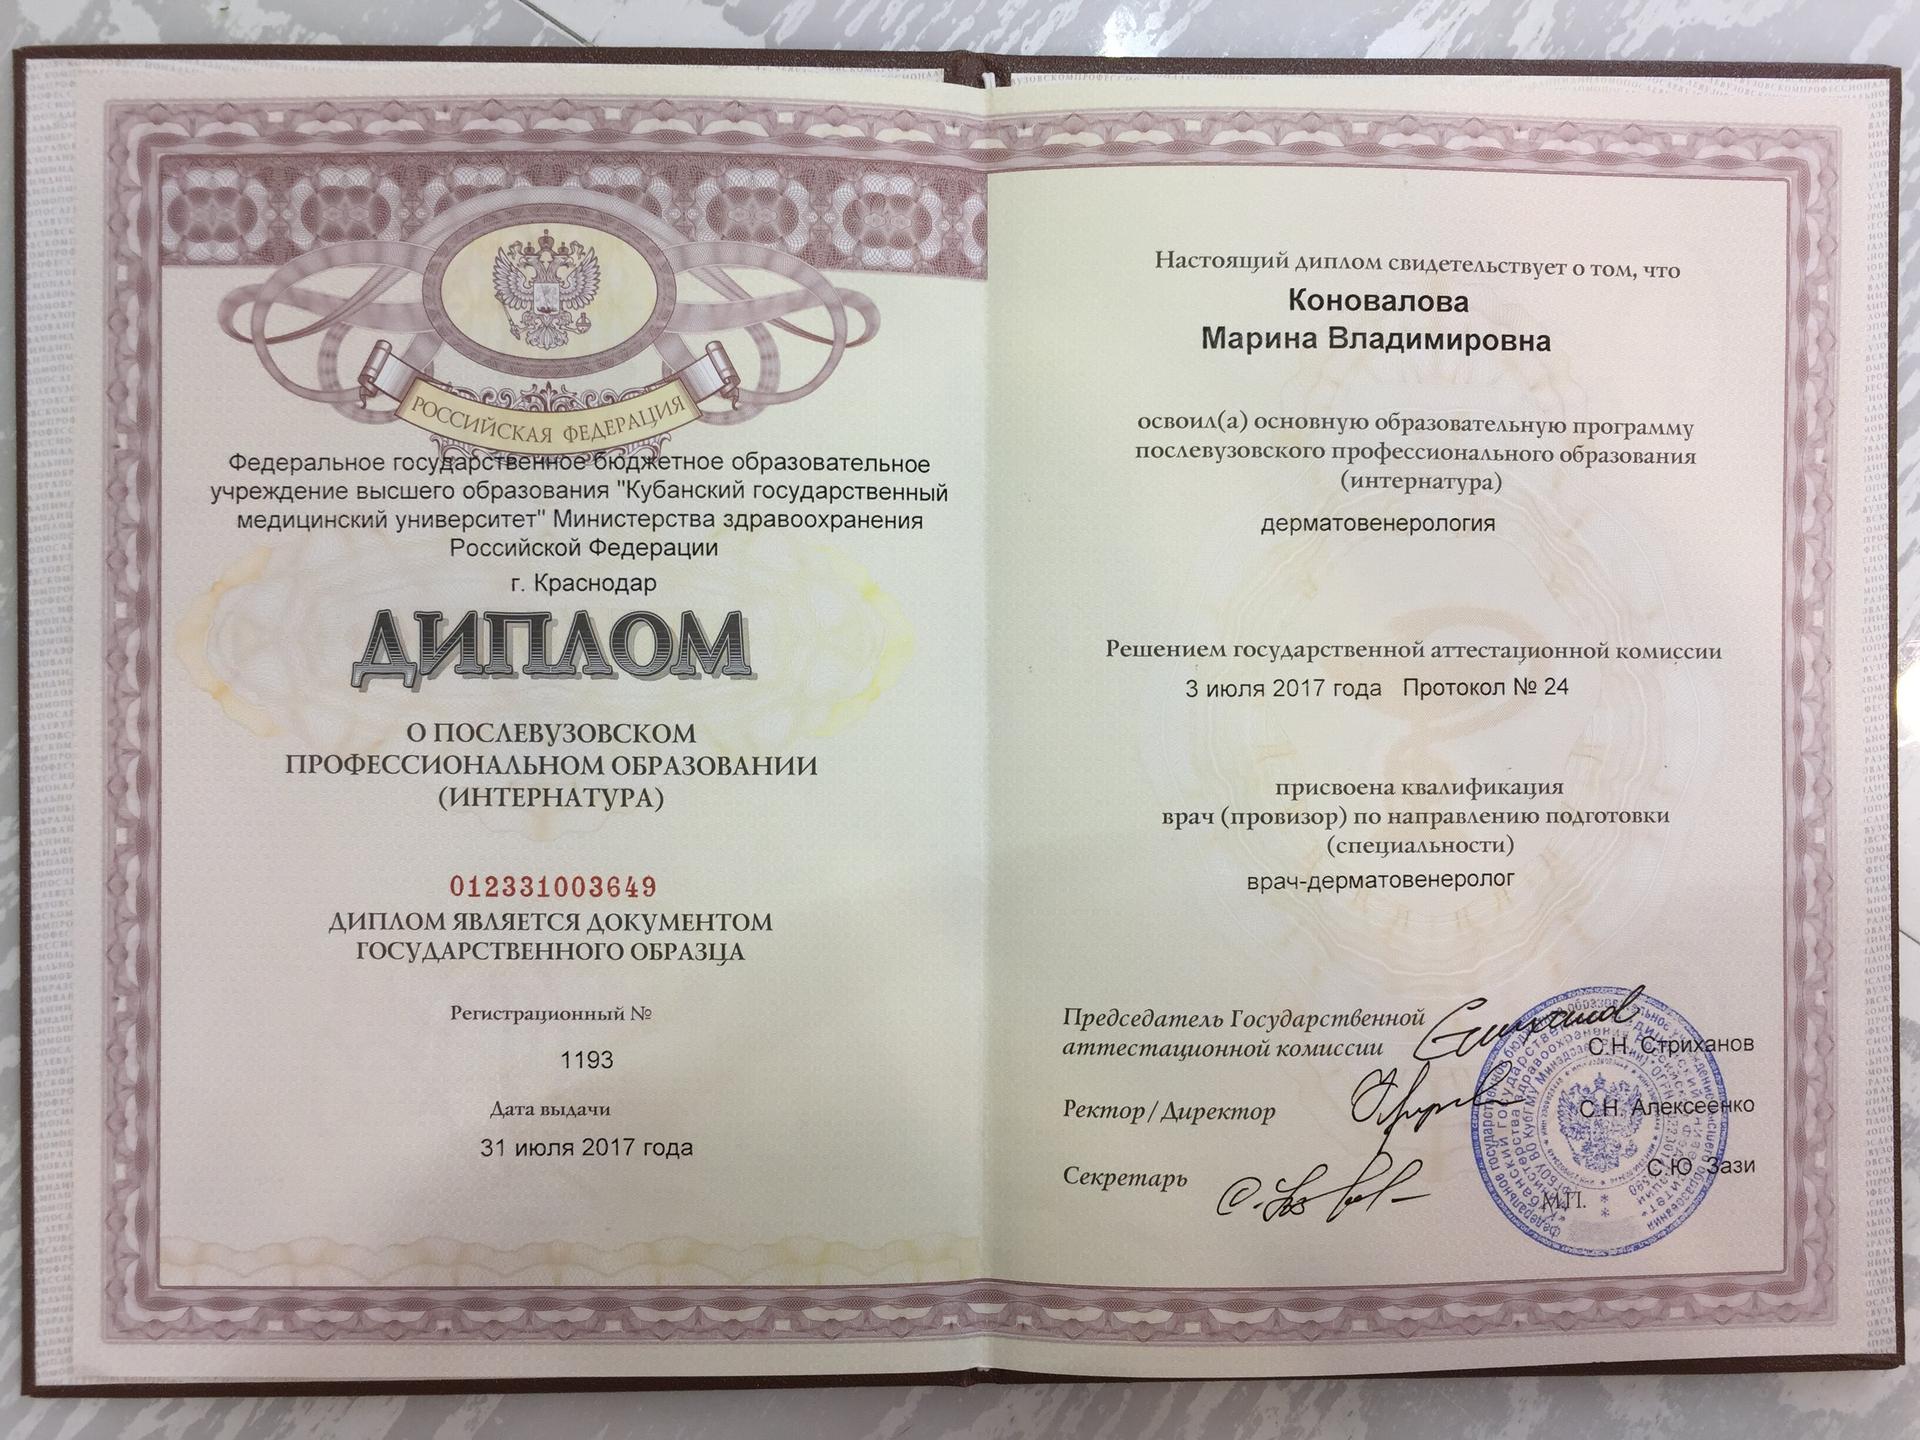 РОССИЙСКАЯ ФЕДЕРАЦИЯ
Федеральное государственное бюджетное образовательное
учреждение высшего образования "Кубанский государственный
медицинский университет" Министерства здравоохранения
Российской Федерации
г. Краснодар
ДИПЛОМ
О ПОСЛЕВУЗОВСКОМ
ПРОФЕССИОНАЛЬНОМ ОБРАЗОВАНИИ
(ИНТЕРНАТУРА)
012331003649
ДИПЛОМ ЯВЛЯЕТСЯ ДОКУМЕНТОМ
ГОСУДАРСТВЕННОГО ОБРАЗЦА
Регистрационный №
1193
Дата выдачи
31 июля 2017 года
Настоящий диплом свидетельствует о том, что
Коновалова
Марина Владимировна
освоил(а) основную образовательную программу
послевузовского профессионального образования
(интернатура)
дерматовенерология
Решением государственной аттестационной комиссии
3 июля 2017 года Протокол № 24
присвоена квалификация
врач (провизор) по направлению подготовки
(специальности)
врач-дерматовенеролог
Председатель Государственной
аттестационной комиссии С.Н. Стриханов
Ректор/Директор С.Н. Алексеенко
Секретарь С.Ю. Зази
М.П.